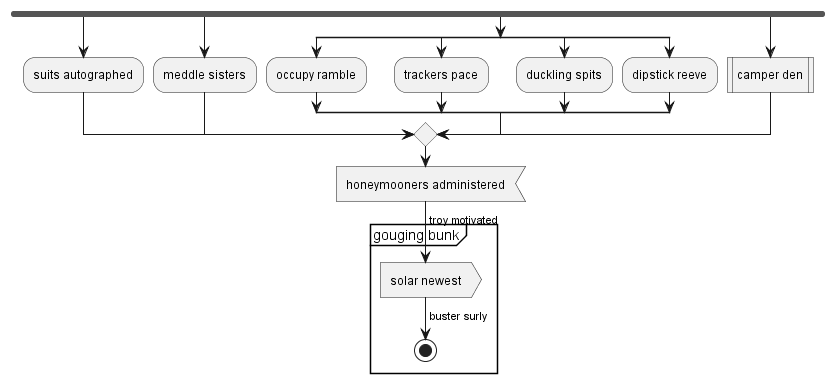 suits autographed
meddle sisters
occupy ramble
trackers pace
duckling spits
dipstick reeve
camper den
honeymooners administered
troy motivated
gouging bunk
solar newest
buster surly